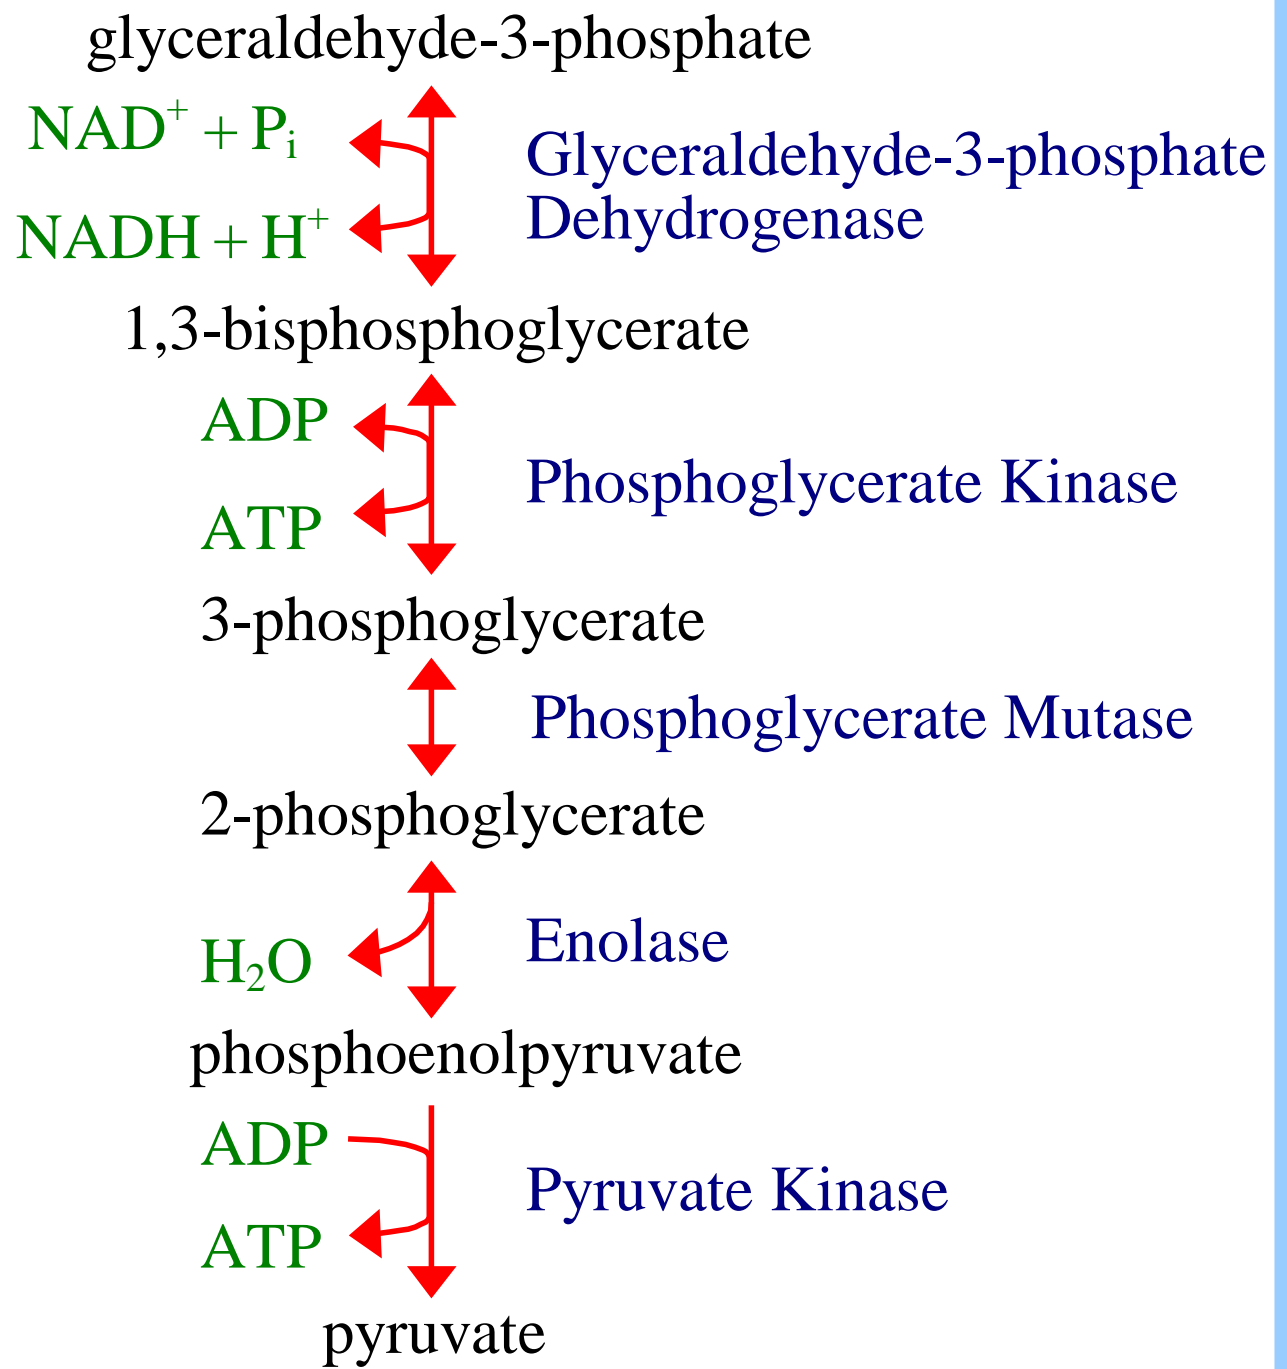 glyceraldehyde-3-phosphate
NAD⁺ + Pᵢ
Glyceraldehyde-3-phosphate
Dehydrogenase
NADH + H⁺
1,3-bisphosphoglycerate
ADP
Phosphoglycerate Kinase
ATP
3-phosphoglycerate
Phosphoglycerate Mutase
2-phosphoglycerate
Enolase
H₂O
phosphoenolpyruvate
ADP
Pyruvate Kinase
ATP
pyruvate